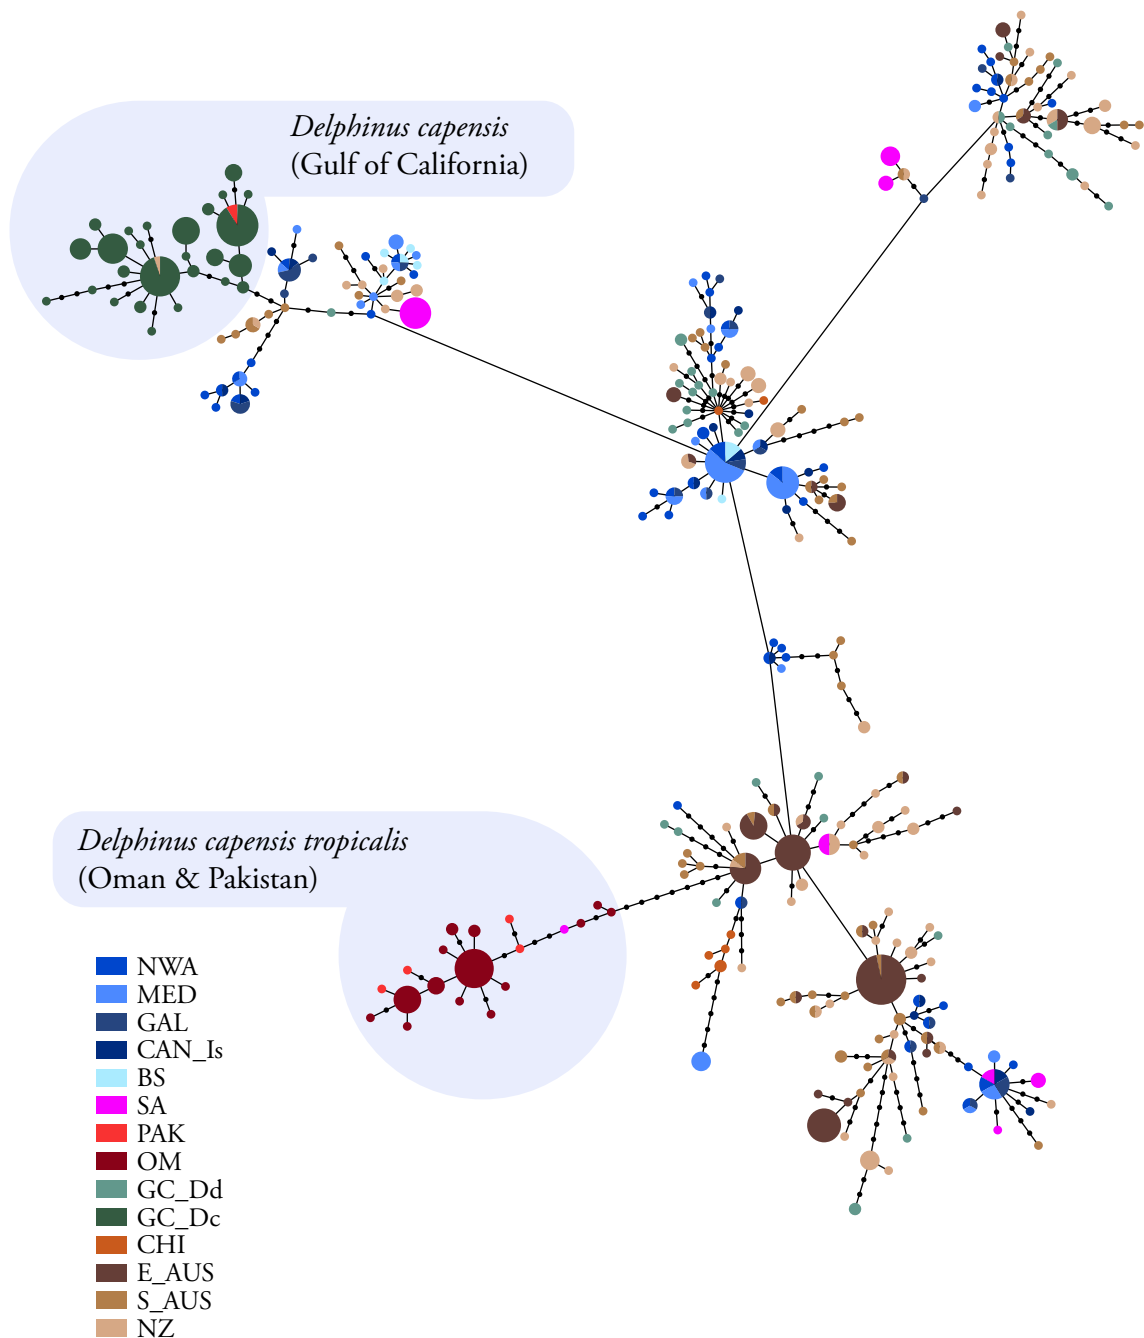 Delphinus capensis
(Gulf of California)
Delphinus capensis tropicalis
(Oman & Pakistan)
NWA
MED
GAL
CAN_Is
BS
SA
PAK
OM
GC_Dd
GC_Dc
CHI
E_AUS
S_AUS
NZ